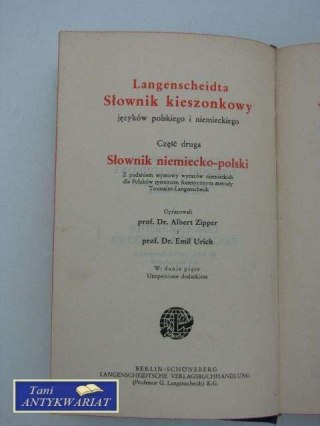 Langenscheidta
Słownik kieszonkowy
języków polskiego i niemieckiego
Część druga
Słownik niemiecko-polski
Z podaniem wymowy wyrazów niemieckich
dla Polaków systemem fonetycznym metody
Toussaint-Langenscheidt
Opracowali
prof. Dr. Albert Zipper
i
prof. Dr. Emil Urich
Wydanie piąte
Uzupełnione dodatkiem
BERLIN-SCHÖNEBERG
LANGENSCHEIDTSCHE VERLAGSBUCHHANDLUNG
(Professor G. Langenscheidt) K.G.
Tani
ANTYKWARIAT